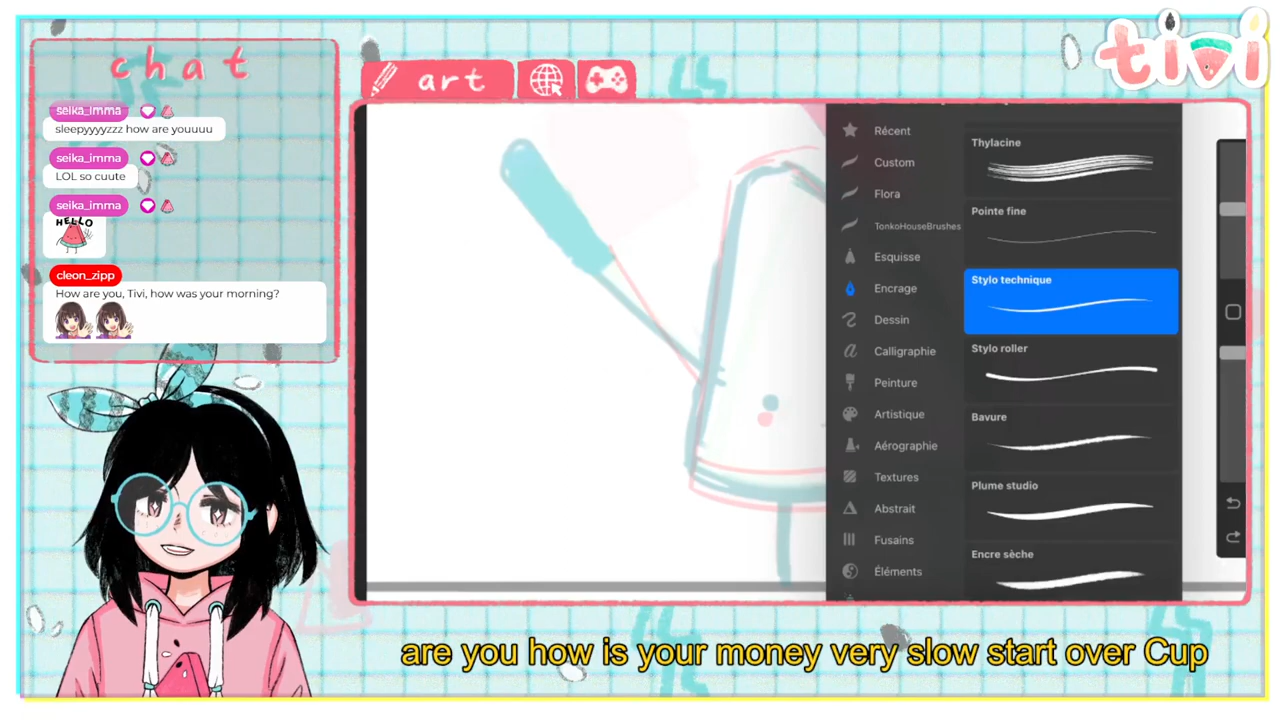 tivi
chat
seika_imma
sleepyyyyzzz how are youuuu
seika_imma
LOL so cuute
seika_imma
HELLO
cleon_zipp
How are you, Tivi, how was your morning?
art
Récent
Custom
Flora
TonkoHouseBrushes
Esquisse
Encrage
Dessin
Calligraphie
Peinture
Artistique
Aérographie
Textures
Abstrait
Fusains
Éléments
Thylacine
Pointe fine
Stylo technique
Stylo roller
Bavure
Plume studio
Encre sèche
are you how is your money very slow start over Cup